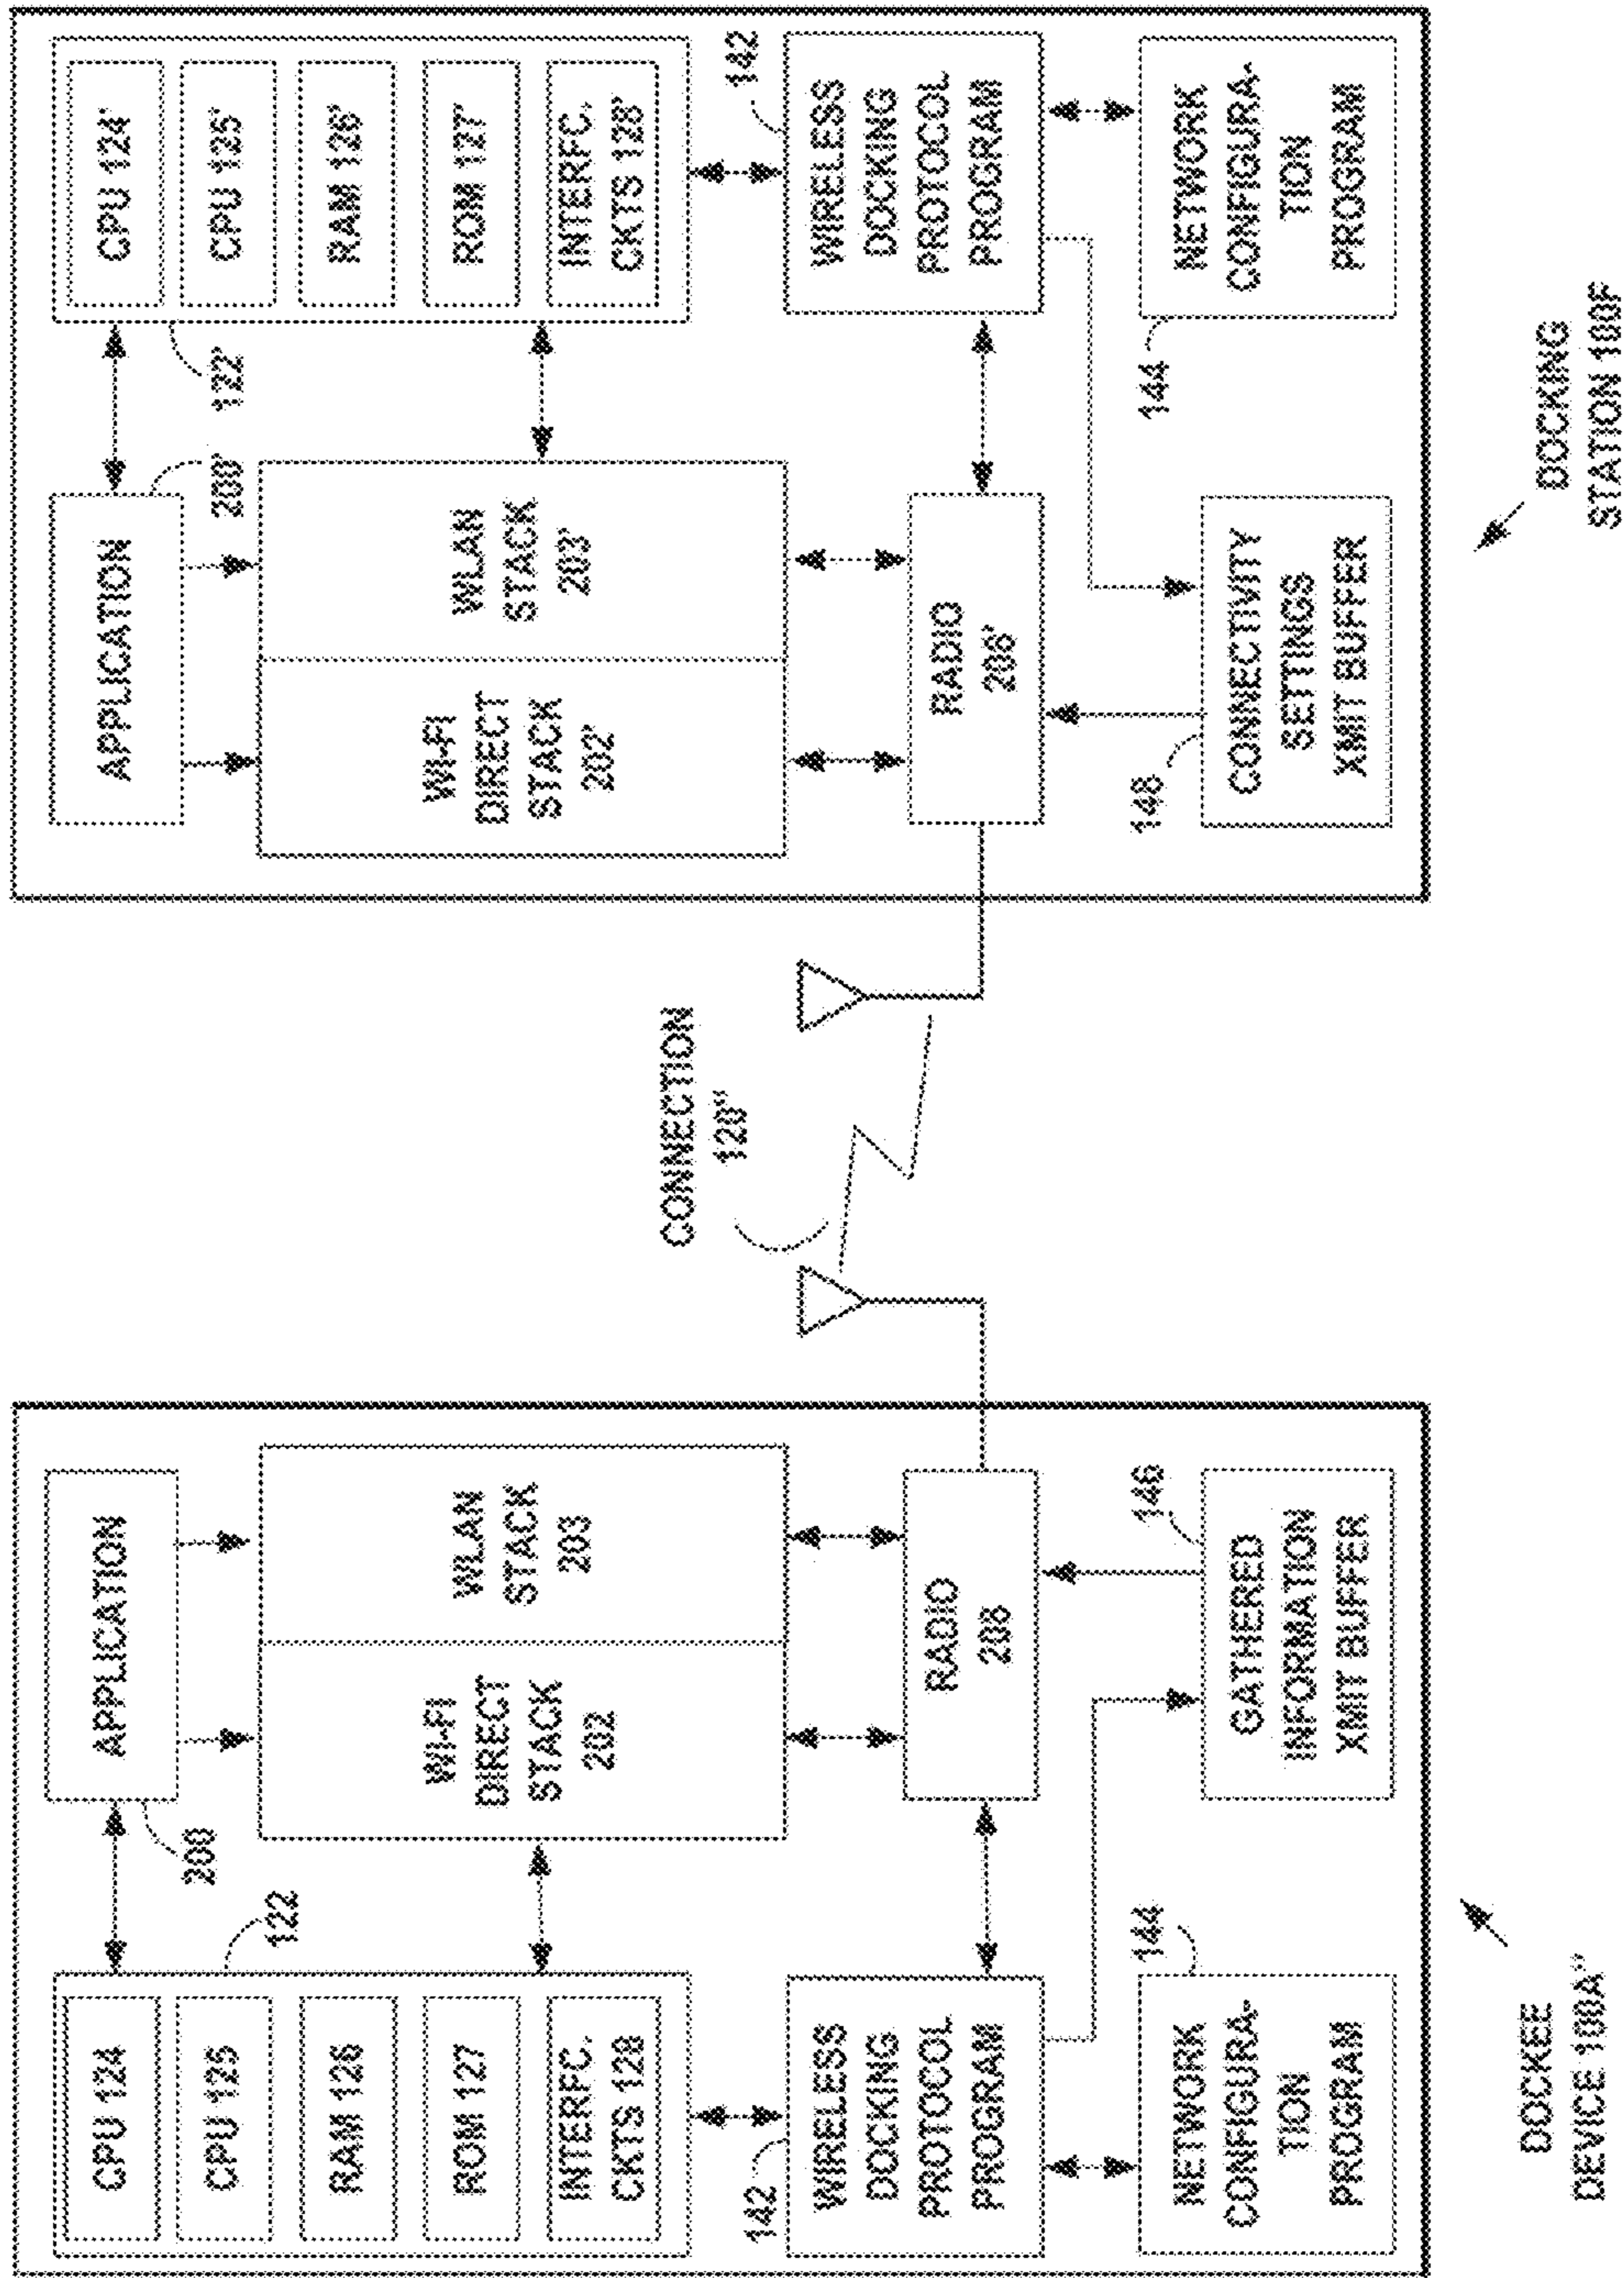 CPU 124
CPU 125
RAM 126
ROM 127
INTERFC.
CKTS 128
122
200
APPLICATION
WI-FI
DIRECT
STACK
202
WLAN
STACK
203
142
WIRELESS
DOCKING
PROTOCOL
PROGRAM
RADIO
208
144
NETWORK
CONFIGURA-
TION
PROGRAM
146
GATHERED
INFORMATION
XMIT BUFFER
DOCKEE
DEVICE 100A"
CONNECTION
120"
APPLICATION
200'
122'
CPU 124'
CPU 125'
RAM 126'
ROM 127'
INTERFC.
CKTS 128'
WI-FI
DIRECT
STACK
202'
WLAN
STACK
203'
142
WIRELESS
DOCKING
PROTOCOL
PROGRAM
RADIO
208'
148
CONNECTIVITY
SETTINGS
XMIT BUFFER
144
NETWORK
CONFIGURA-
TION
PROGRAM
DOCKING
STATION 100F